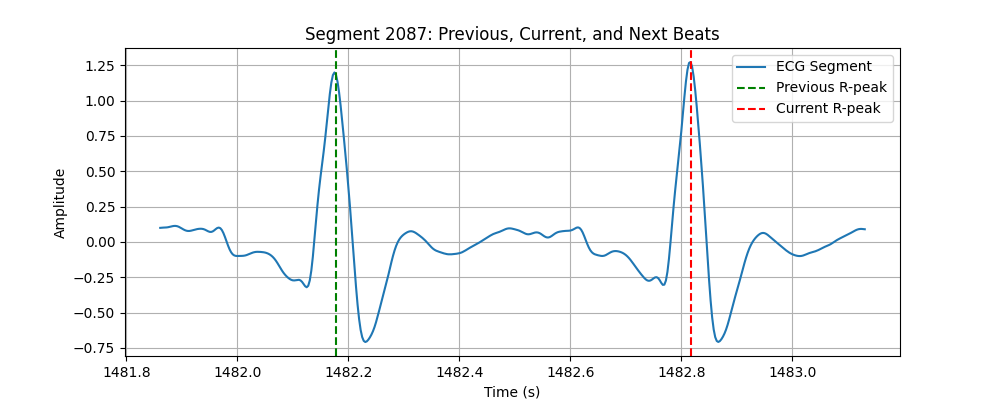 Segment 2087: Previous, Current, and Next Beats
1.25
1.00
0.75
0.50
0.25
0.00
−0.25
−0.50
−0.75
Amplitude
ECG Segment
Previous R-peak
Current R-peak
1481.8 1482.0 1482.2 1482.4 1482.6 1482.8 1483.0
Time (s)